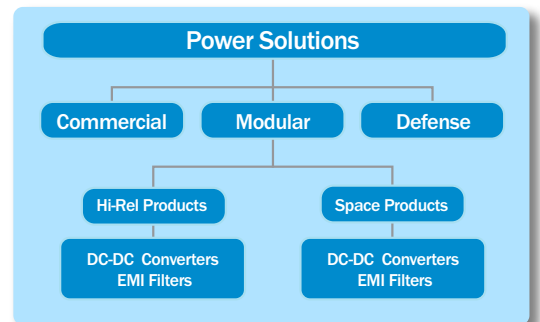 Power Solutions
Commercial
Modular
Defense
Hi-Rel Products
Space Products
DC-DC Converters
EMI Filters
DC-DC Converters
EMI Filters